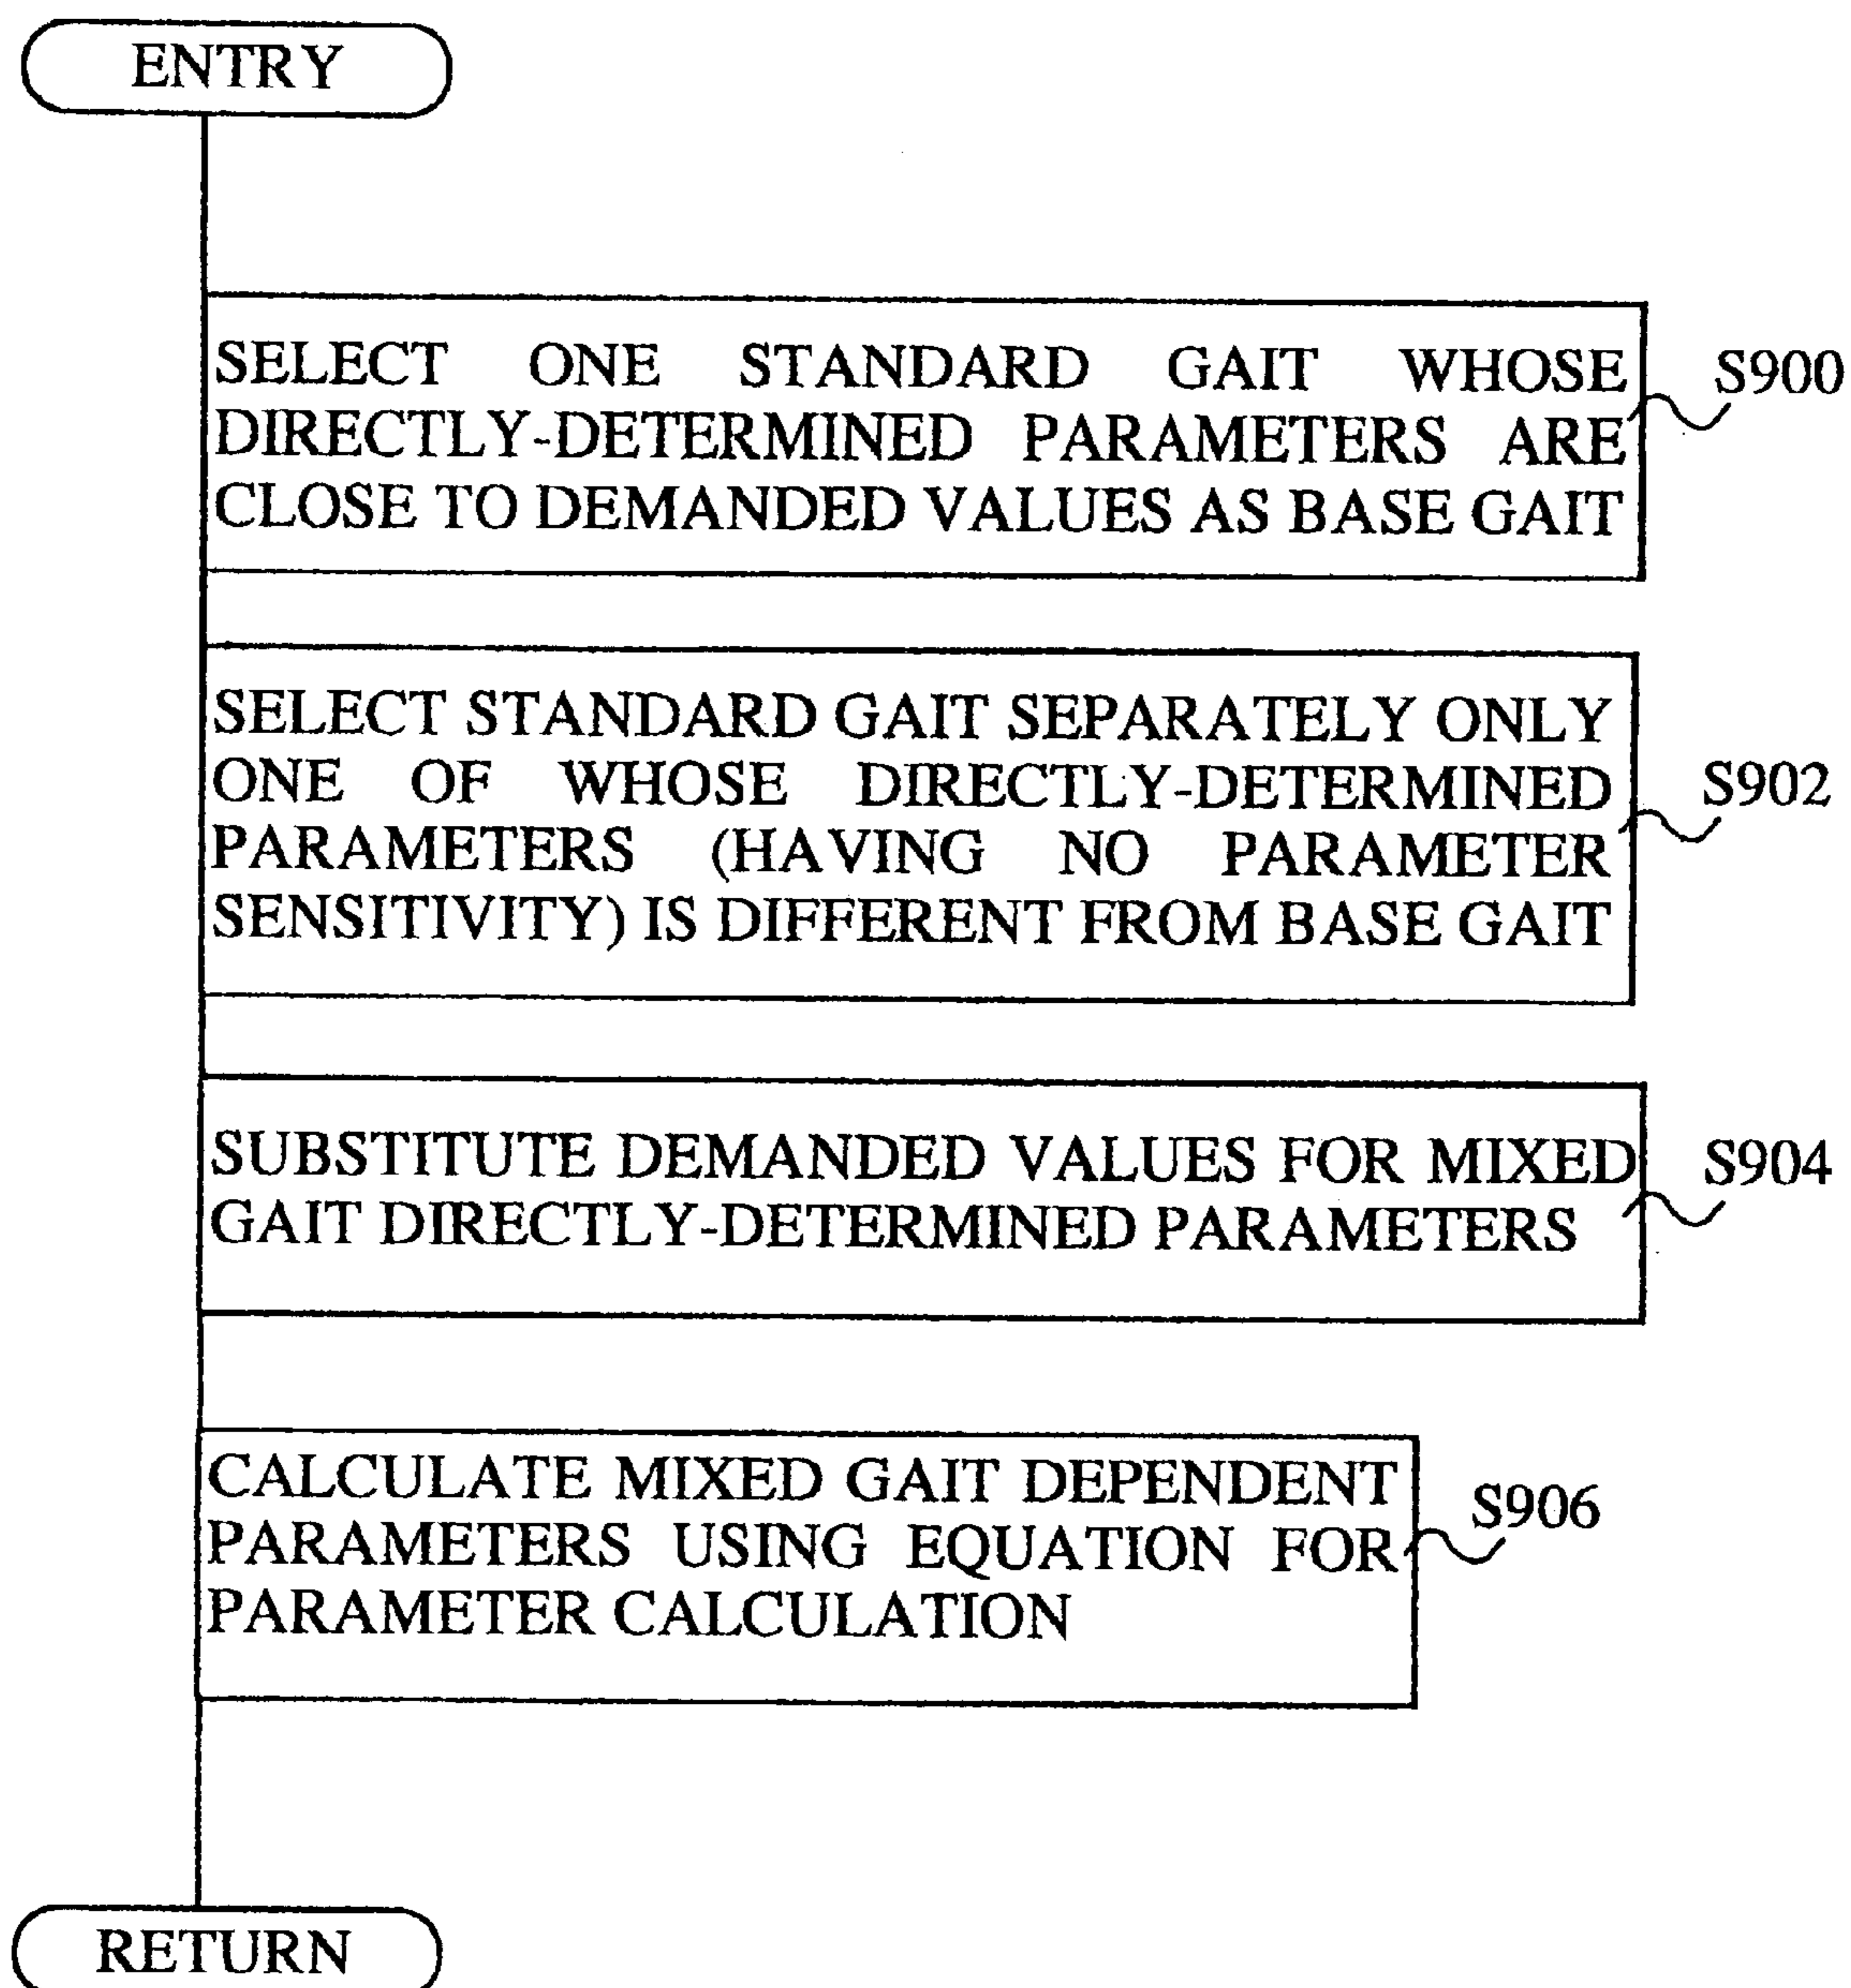 ENTRY
SELECT ONE STANDARD GAIT WHOSE
DIRECTLY-DETERMINED PARAMETERS ARE
CLOSE TO DEMANDED VALUES AS BASE GAIT
S900
SELECT STANDARD GAIT SEPARATELY ONLY
ONE OF WHOSE DIRECTLY-DETERMINED
PARAMETERS (HAVING NO PARAMETER
SENSITIVITY) IS DIFFERENT FROM BASE GAIT
S902
SUBSTITUTE DEMANDED VALUES FOR MIXED
GAIT DIRECTLY-DETERMINED PARAMETERS
S904
CALCULATE MIXED GAIT DEPENDENT
PARAMETERS USING EQUATION FOR
PARAMETER CALCULATION
S906
RETURN